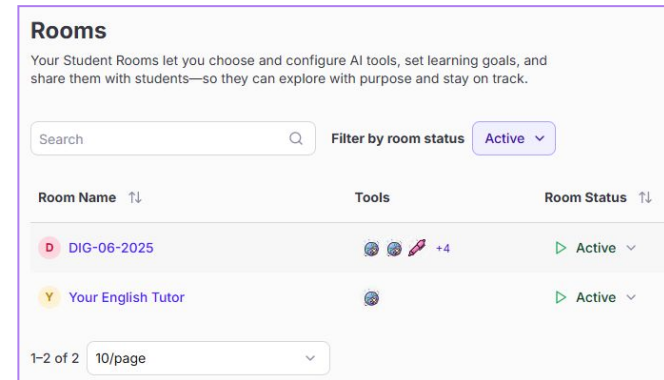 Rooms
Your Student Rooms let you choose and configure AI tools, set learning goals, and
share them with students—so they can explore with purpose and stay on track.
Search Filter by room status Active
Room Name Tools Room Status
D DIG-06-2025 +4 Active
Y Your English Tutor Active
1–2 of 2 10/page